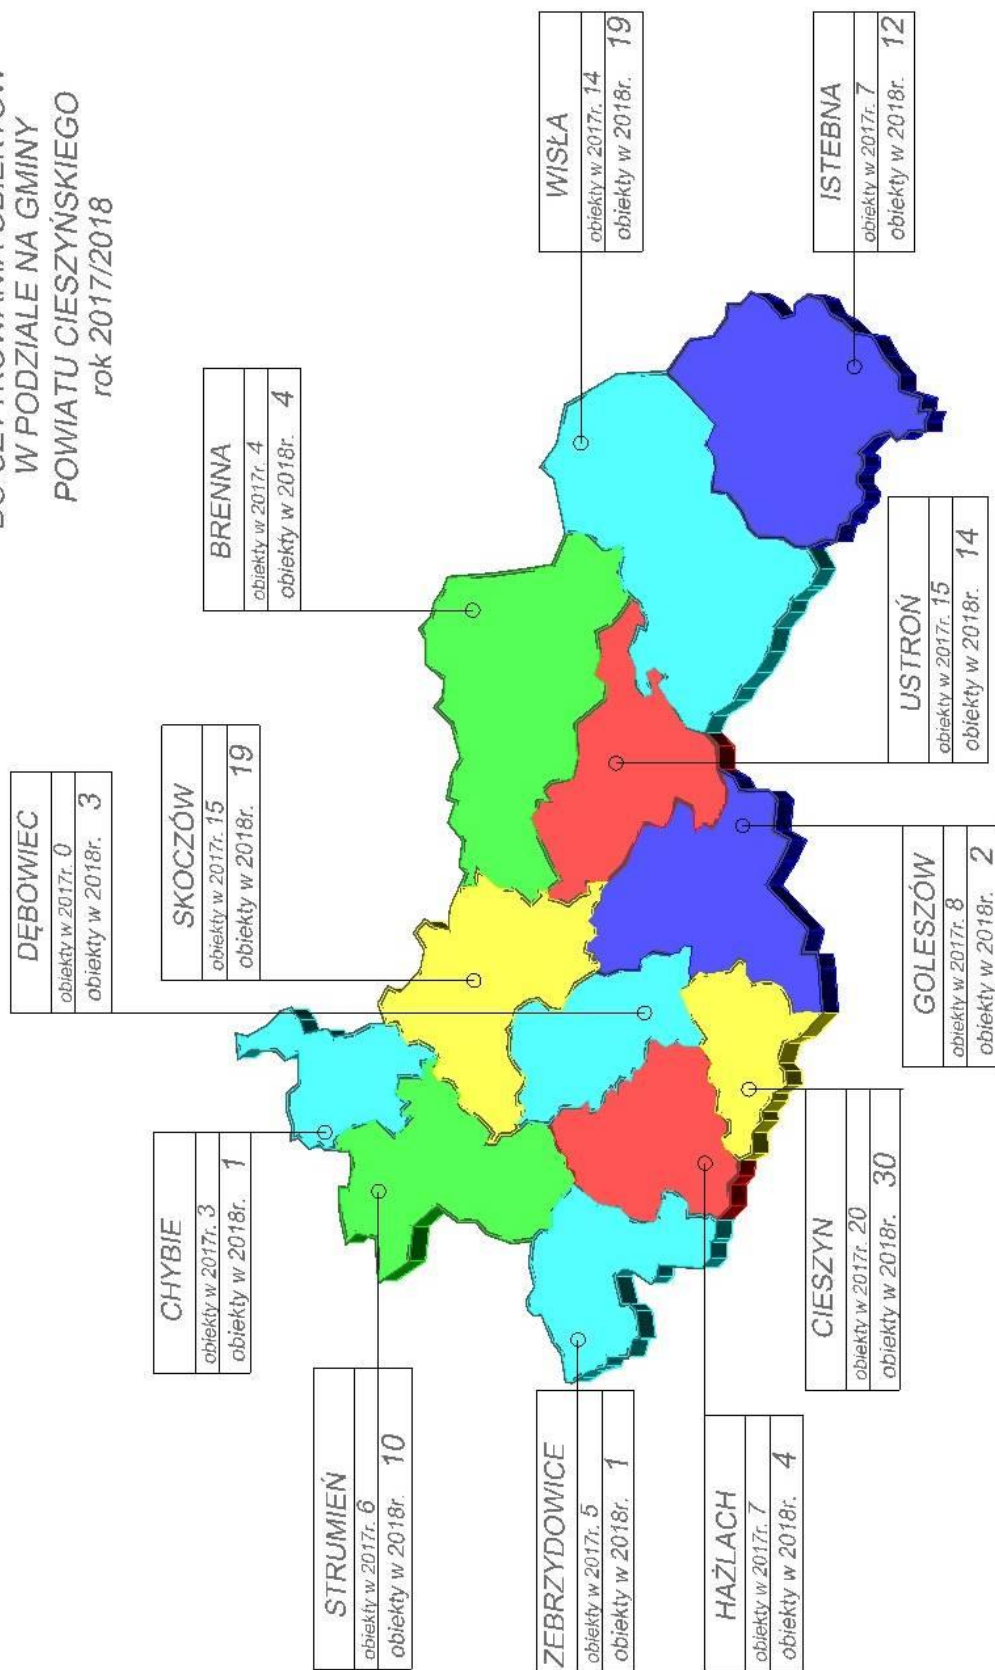 W PODZIALE NA GMINY
POWIATU CIESZYŃSKIEGO
rok 2017/2018
DĘBOWIEC
obiekty w 2017r. 0
obiekty w 2018r. 3
CHYBIE
obiekty w 2017r. 3
obiekty w 2018r. 1
SKOCZÓW
obiekty w 2017r. 15
obiekty w 2018r. 19
BRENNA
obiekty w 2017r. 4
obiekty w 2018r. 4
STRUMIEŃ
obiekty w 2017r. 6
obiekty w 2018r. 10
ZEBRZYDOWICE
obiekty w 2017r. 5
obiekty w 2018r. 1
WISŁA
obiekty w 2017r. 14
obiekty w 2018r. 19
HAŻLACH
obiekty w 2017r. 7
obiekty w 2018r. 4
CIESZYN
obiekty w 2017r. 20
obiekty w 2018r. 30
ISTEBNA
obiekty w 2017r. 7
obiekty w 2018r. 12
USTROŃ
obiekty w 2017r. 15
obiekty w 2018r. 14
GOLESZÓW
obiekty w 2017r. 8
obiekty w 2018r. 2